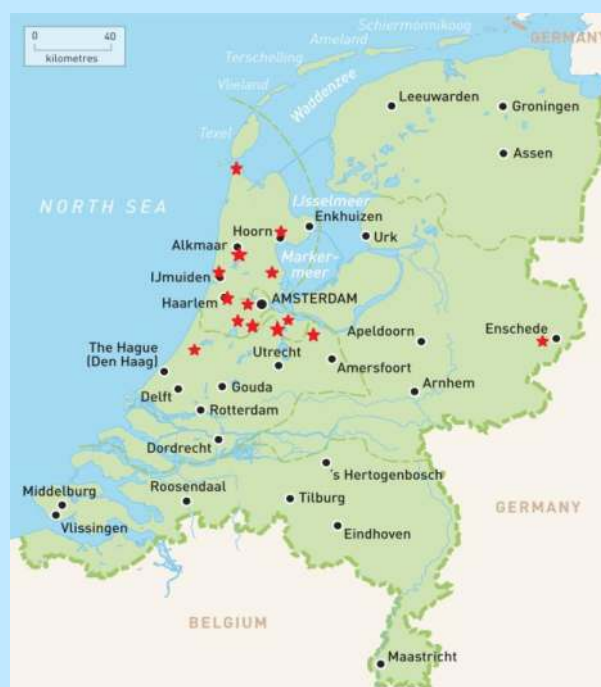 0 40
kilometres
Schiermonnikoog
Ameland
GERMANY
Terschelling
Vlieland
Waddenzee
Leeuwarden
Groningen
Texel
Assen
NORTH SEA
IJsselmeer
Enkhuizen
Hoorn
Urk
Alkmaar
Marker-
meer
IJmuiden
Haarlem
AMSTERDAM
Apeldoorn
Enschede
The Hague
(Den Haag)
Utrecht
Amersfoort
Delft
Gouda
Arnhem
Rotterdam
Dordrecht
's Hertogenbosch
Middelburg
Roosendaal
Tilburg
GERMANY
Vlissingen
Eindhoven
BELGIUM
Maastricht